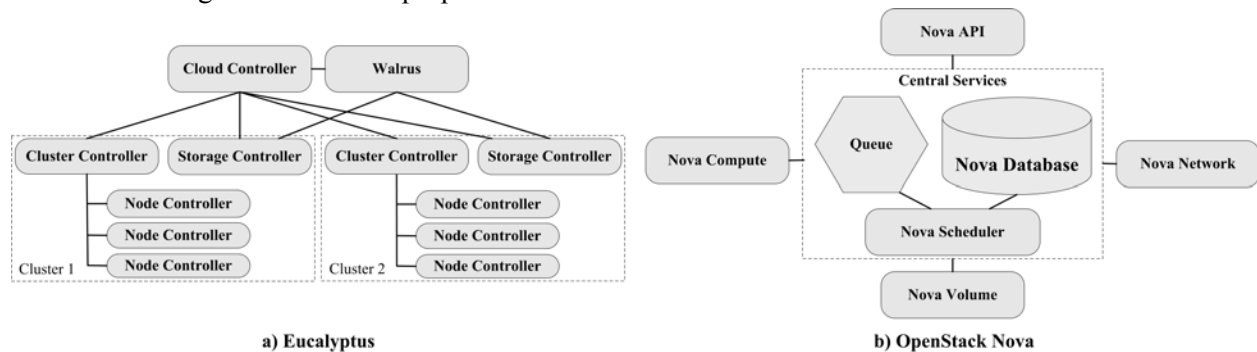 Cloud Controller
Walrus
Cluster Controller
Storage Controller
Cluster Controller
Storage Controller
Node Controller
Node Controller
Node Controller
Cluster 1
Node Controller
Node Controller
Node Controller
Cluster 2
a) Eucalyptus
Nova API
Central Services
Queue
Nova Database
Nova Compute
Nova Network
Nova Scheduler
Nova Volume
b) OpenStack Nova